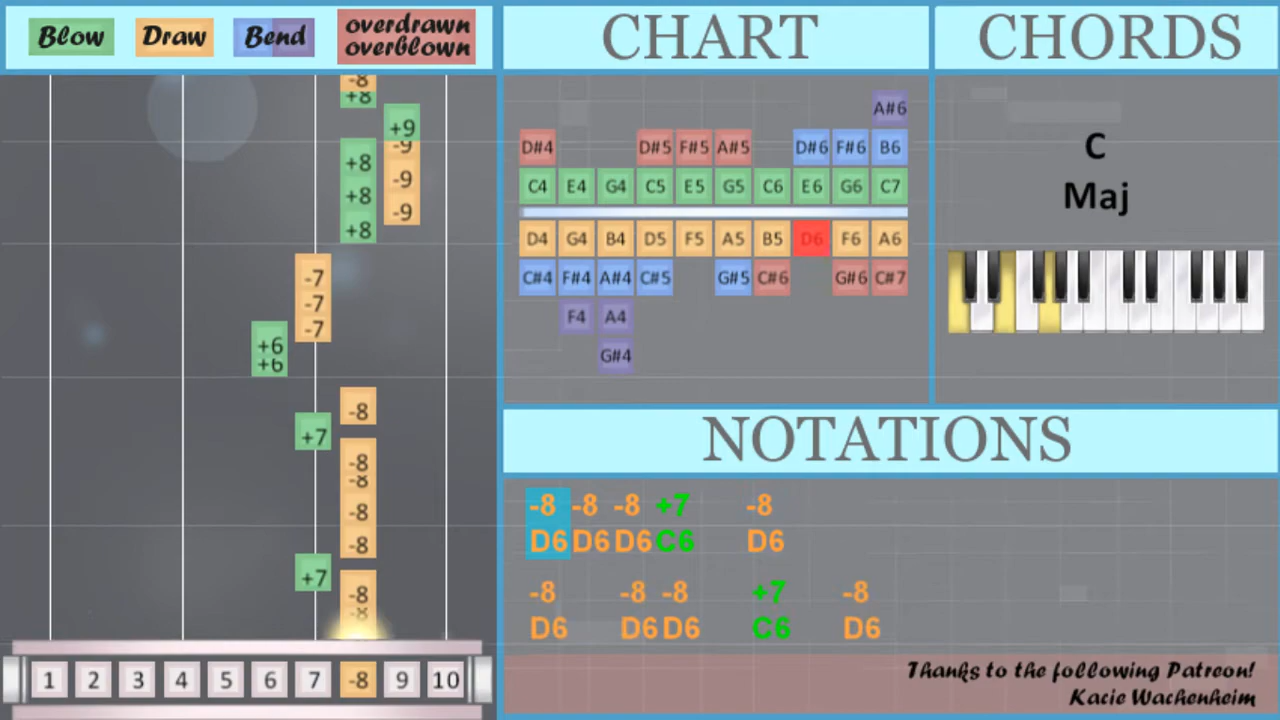 Blow Draw Bend overdrawn
overblown
-8
+8
+9
-9
+8 -9
+8 -9
+8
-7
-7
-7
+6
+6
-8
+7
-8
-8
-8
-8
+7
-8
-8
1 2 3 4 5 6 7 -8 9 10
CHART
A#6
D#4 D#5 F#5 A#5 D#6 F#6 B6
C4 E4 G4 C5 E5 G5 C6 E6 G6 C7
D4 G4 B4 D5 F5 A5 B5 D6 F6 A6
C#4 F#4 A#4 C#5 G#5 C#6 G#6 C#7
F4 A4
G#4
CHORDS
C
Maj
NOTATIONS
-8 -8 -8 +7 -8
D6 D6 D6 C6 D6
-8 -8 -8 +7 -8
D6 D6 D6 C6 D6
Thanks to the following Patreon!
Kacie Wachenheim